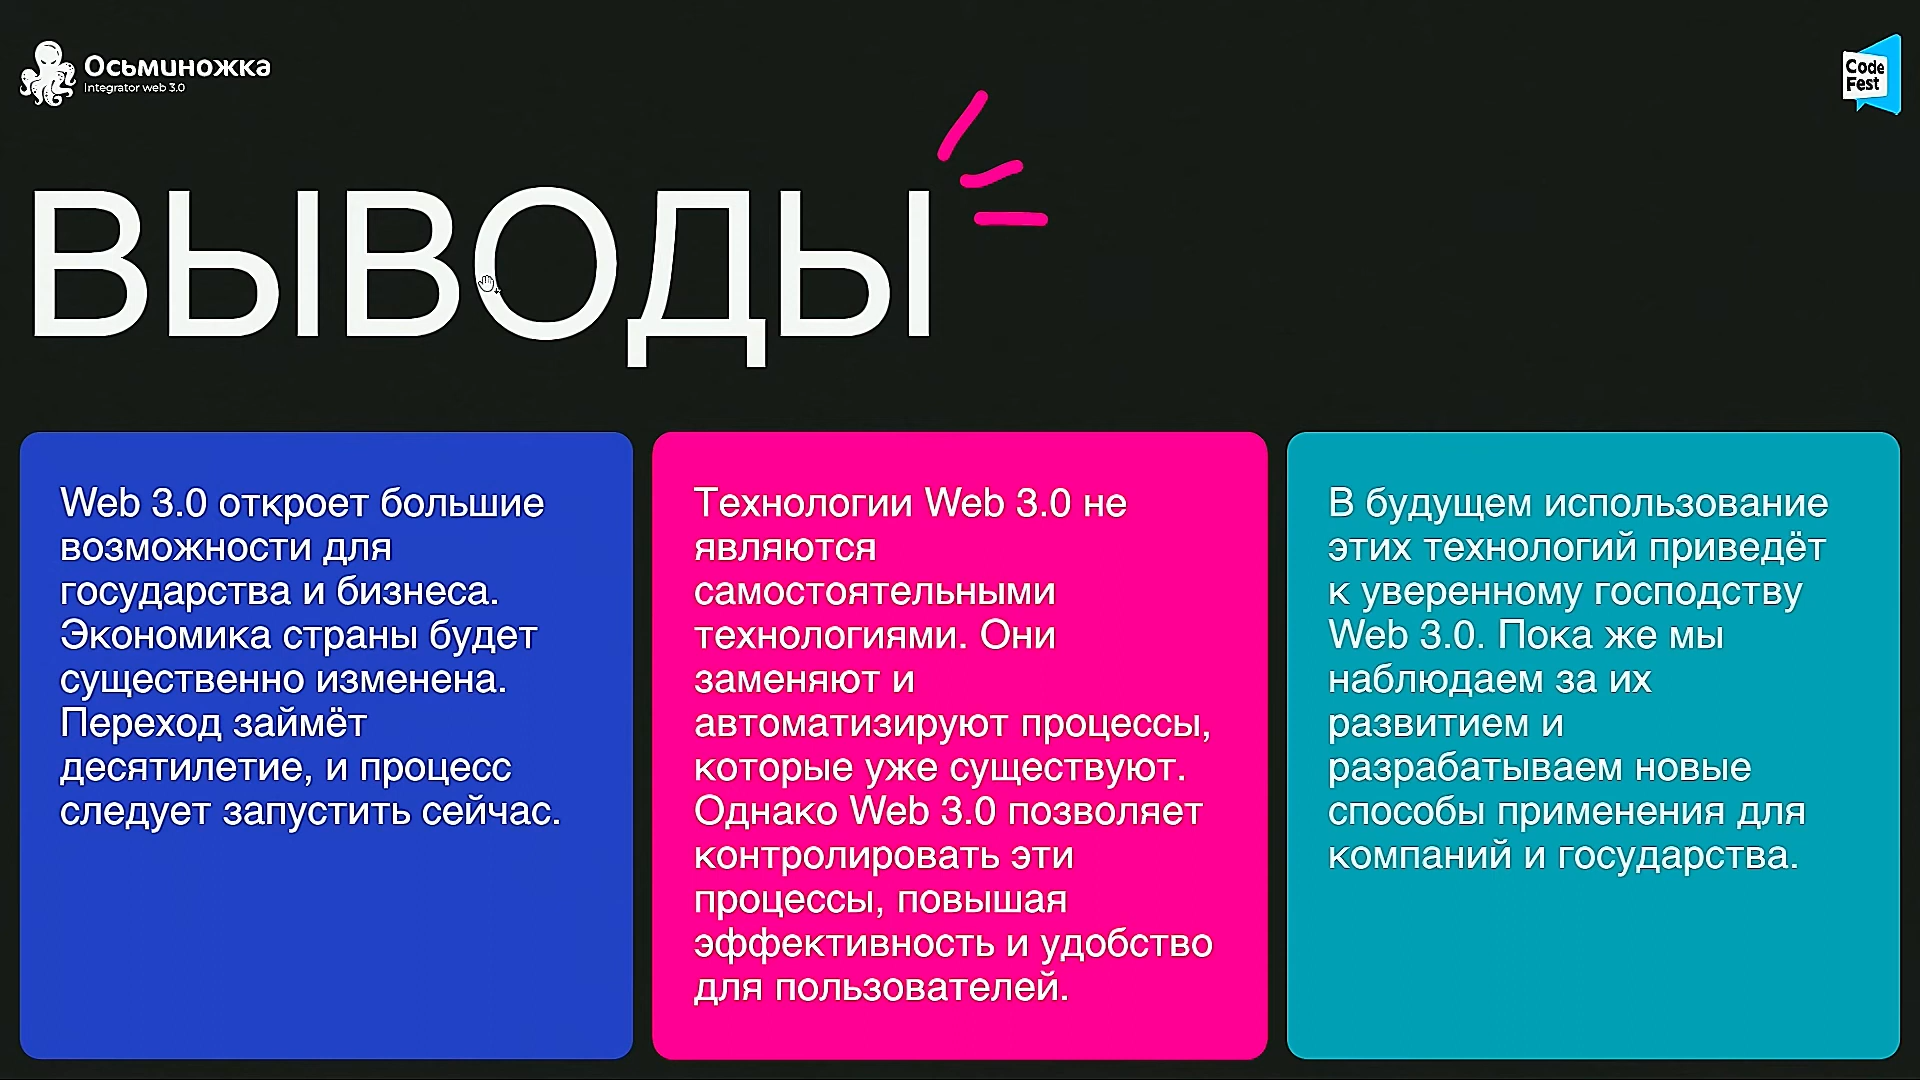 Осьминожка
Integrator web 3.0
Code
Fest
ВЫВОДЫ
Web 3.0 откроет большие
возможности для
государства и бизнеса.
Экономика страны будет
существенно изменена.
Переход займёт
десятилетие, и процесс
следует запустить сейчас.
Технологии Web 3.0 не
являются
самостоятельными
технологиями. Они
заменяют и
автоматизируют процессы,
которые уже существуют.
Однако Web 3.0 позволяет
контролировать эти
процессы, повышая
эффективность и удобство
для пользователей.
В будущем использование
этих технологий приведёт
к уверенному господству
Web 3.0. Пока же мы
наблюдаем за их
развитием и
разрабатываем новые
способы применения для
компаний и государства.